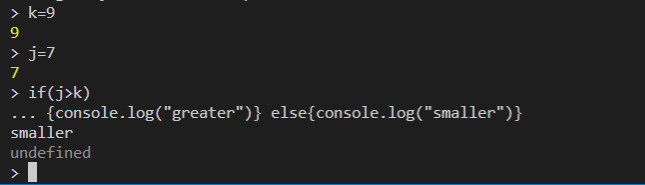 > k=9
9
> j=7
7
> if(j>k)
... {console.log("greater")} else{console.log("smaller")}
smaller
undefined
>